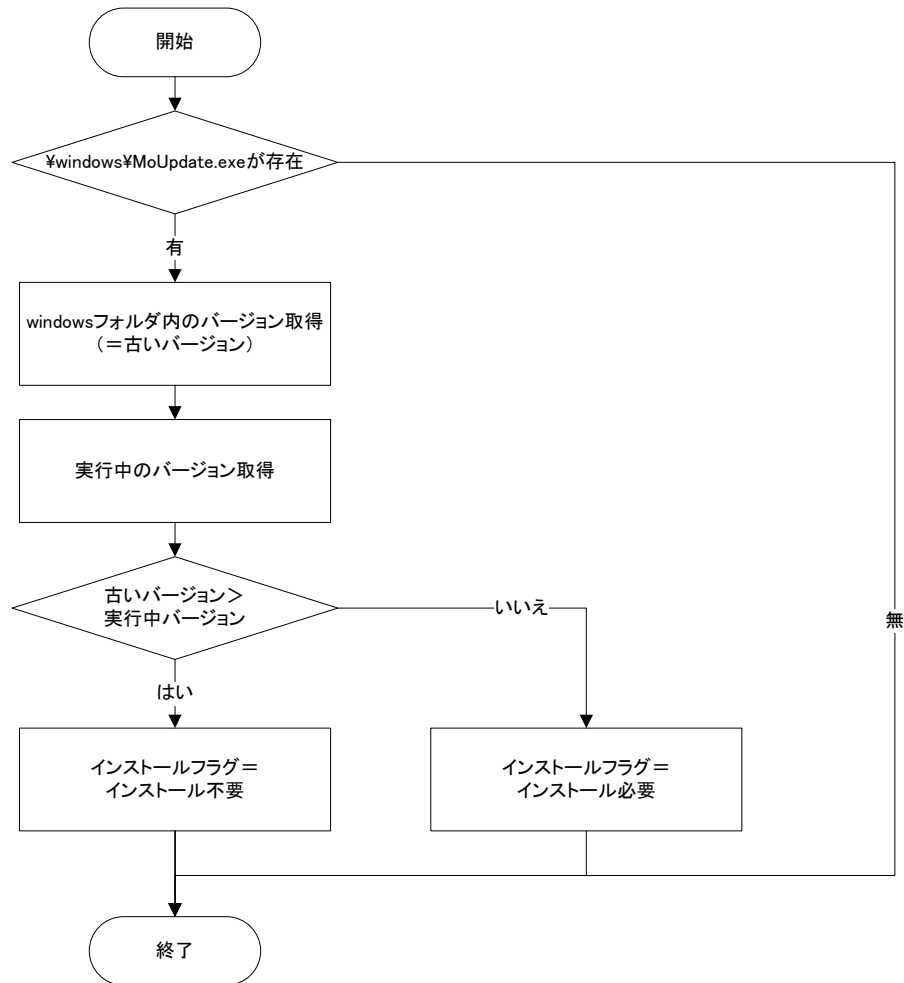 開始
¥windows¥MoUpdate.exeが存在
有
windowsフォルダ内のバージョン取得
（＝古いバージョン）
実行中のバージョン取得
古いバージョン＞
実行中バージョン
いいえ
無
はい
インストールフラグ＝
インストール不要
インストールフラグ＝
インストール必要
終了